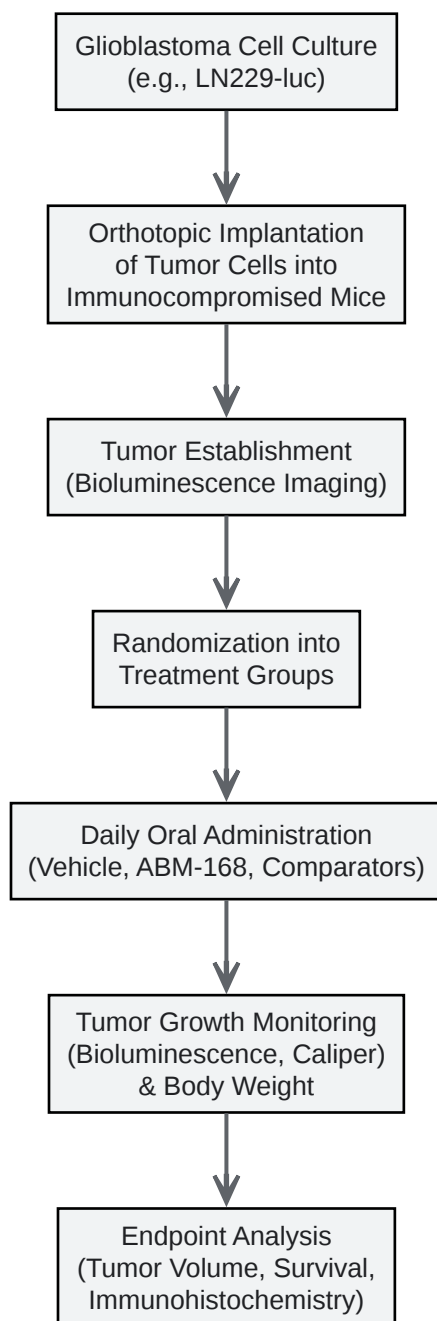 Glioblastoma Cell Culture
(e.g., LN229-luc)
Orthotopic Implantation
of Tumor Cells into
Immunocompromised Mice
Tumor Establishment
(Bioluminescence Imaging)
Randomization into
Treatment Groups
Daily Oral Administration
(Vehicle, ABM-168, Comparators)
Tumor Growth Monitoring
(Bioluminescence, Caliper)
& Body Weight
Endpoint Analysis
(Tumor Volume, Survival,
Immunohistochemistry)